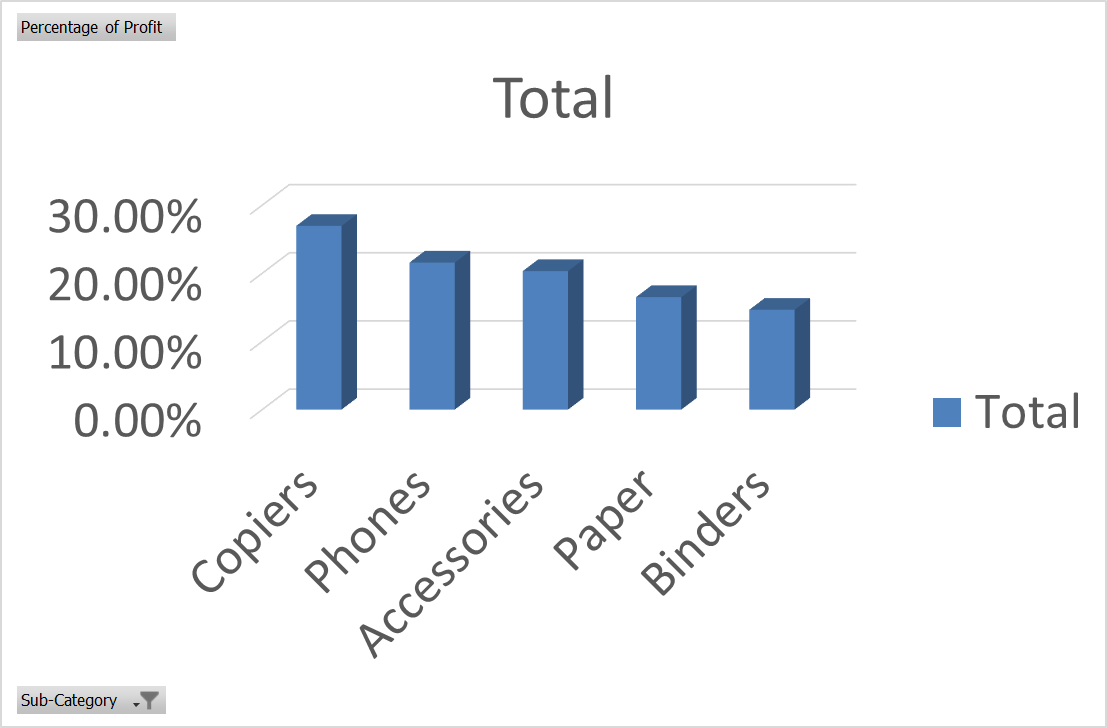 Percentage of Profit
Total
30.00%
20.00%
10.00%
0.00%
Total
Copiers
Phones
Accessories
Paper
Binders
Sub-Category